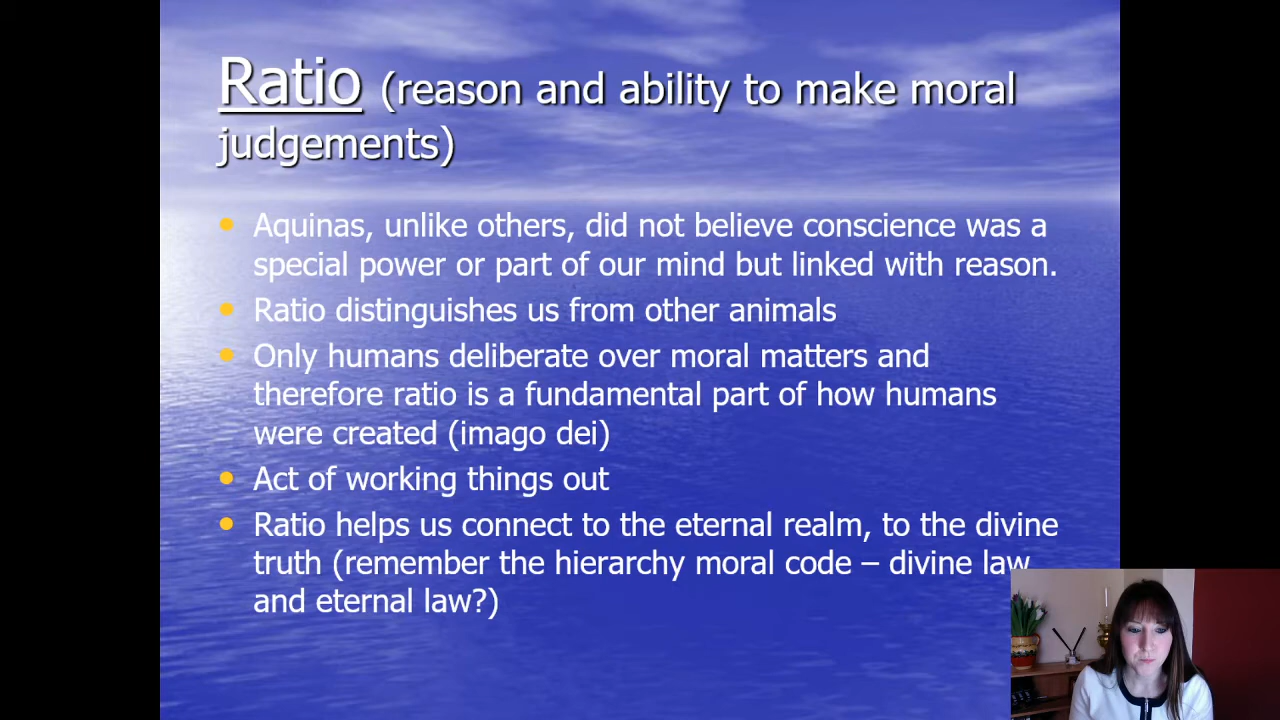 Ratio (reason and ability to make moral
judgements)
Aquinas, unlike others, did not believe conscience was a
special power or part of our mind but linked with reason.
Ratio distinguishes us from other animals
Only humans deliberate over moral matters and
therefore ratio is a fundamental part of how humans
were created (imago dei)
Act of working things out
Ratio helps us connect to the eternal realm, to the divine
truth (remember the hierarchy moral code – divine law
and eternal law?)